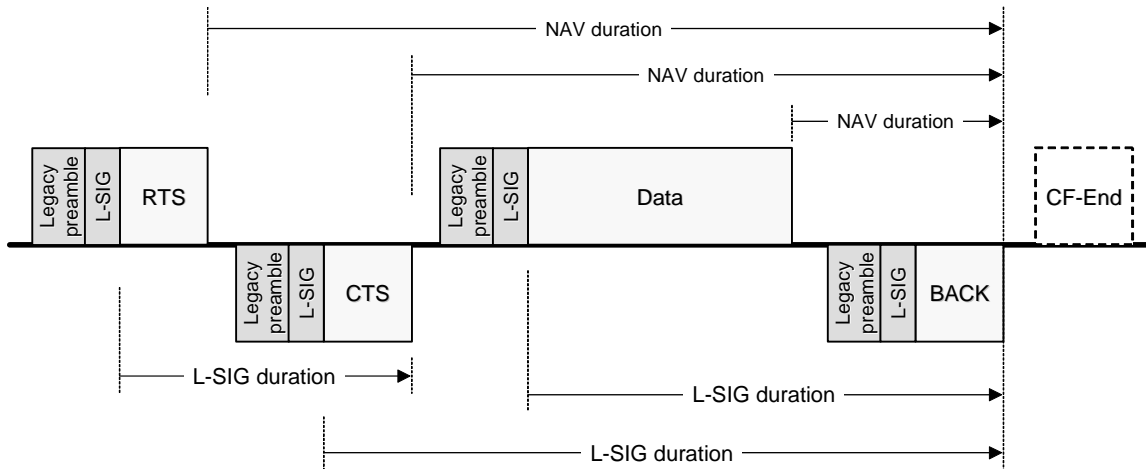 NAV duration
NAV duration
NAV duration
Legacy
preamble
L-SIG
RTS
Legacy
preamble
L-SIG
Data
CF-End
Legacy
preamble
L-SIG
CTS
Legacy
preamble
L-SIG
BACK
L-SIG duration
L-SIG duration
L-SIG duration